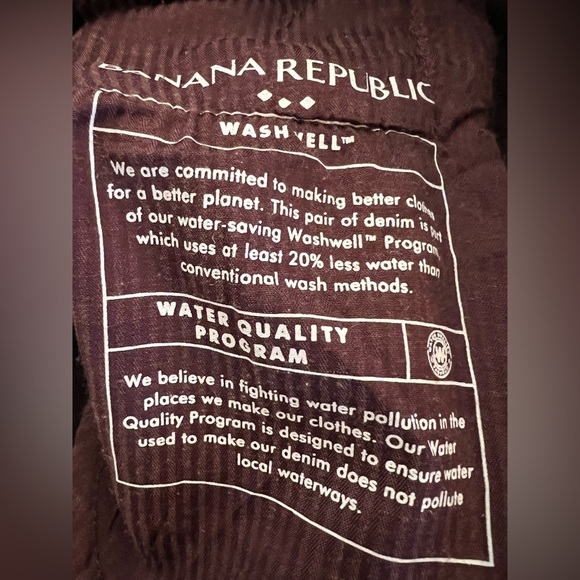 BANANA REPUBLIC
WASHWELL™
We are committed to making better clothes
for a better planet. This pair of denim is part
of our water-saving Washwell™ Program,
which uses at least 20% less water than
conventional wash methods.
WATER QUALITY
PROGRAM
We believe in fighting water pollution in the
places we make our clothes. Our Water
Quality Program is designed to ensure water
used to make our denim does not pollute
local waterways.